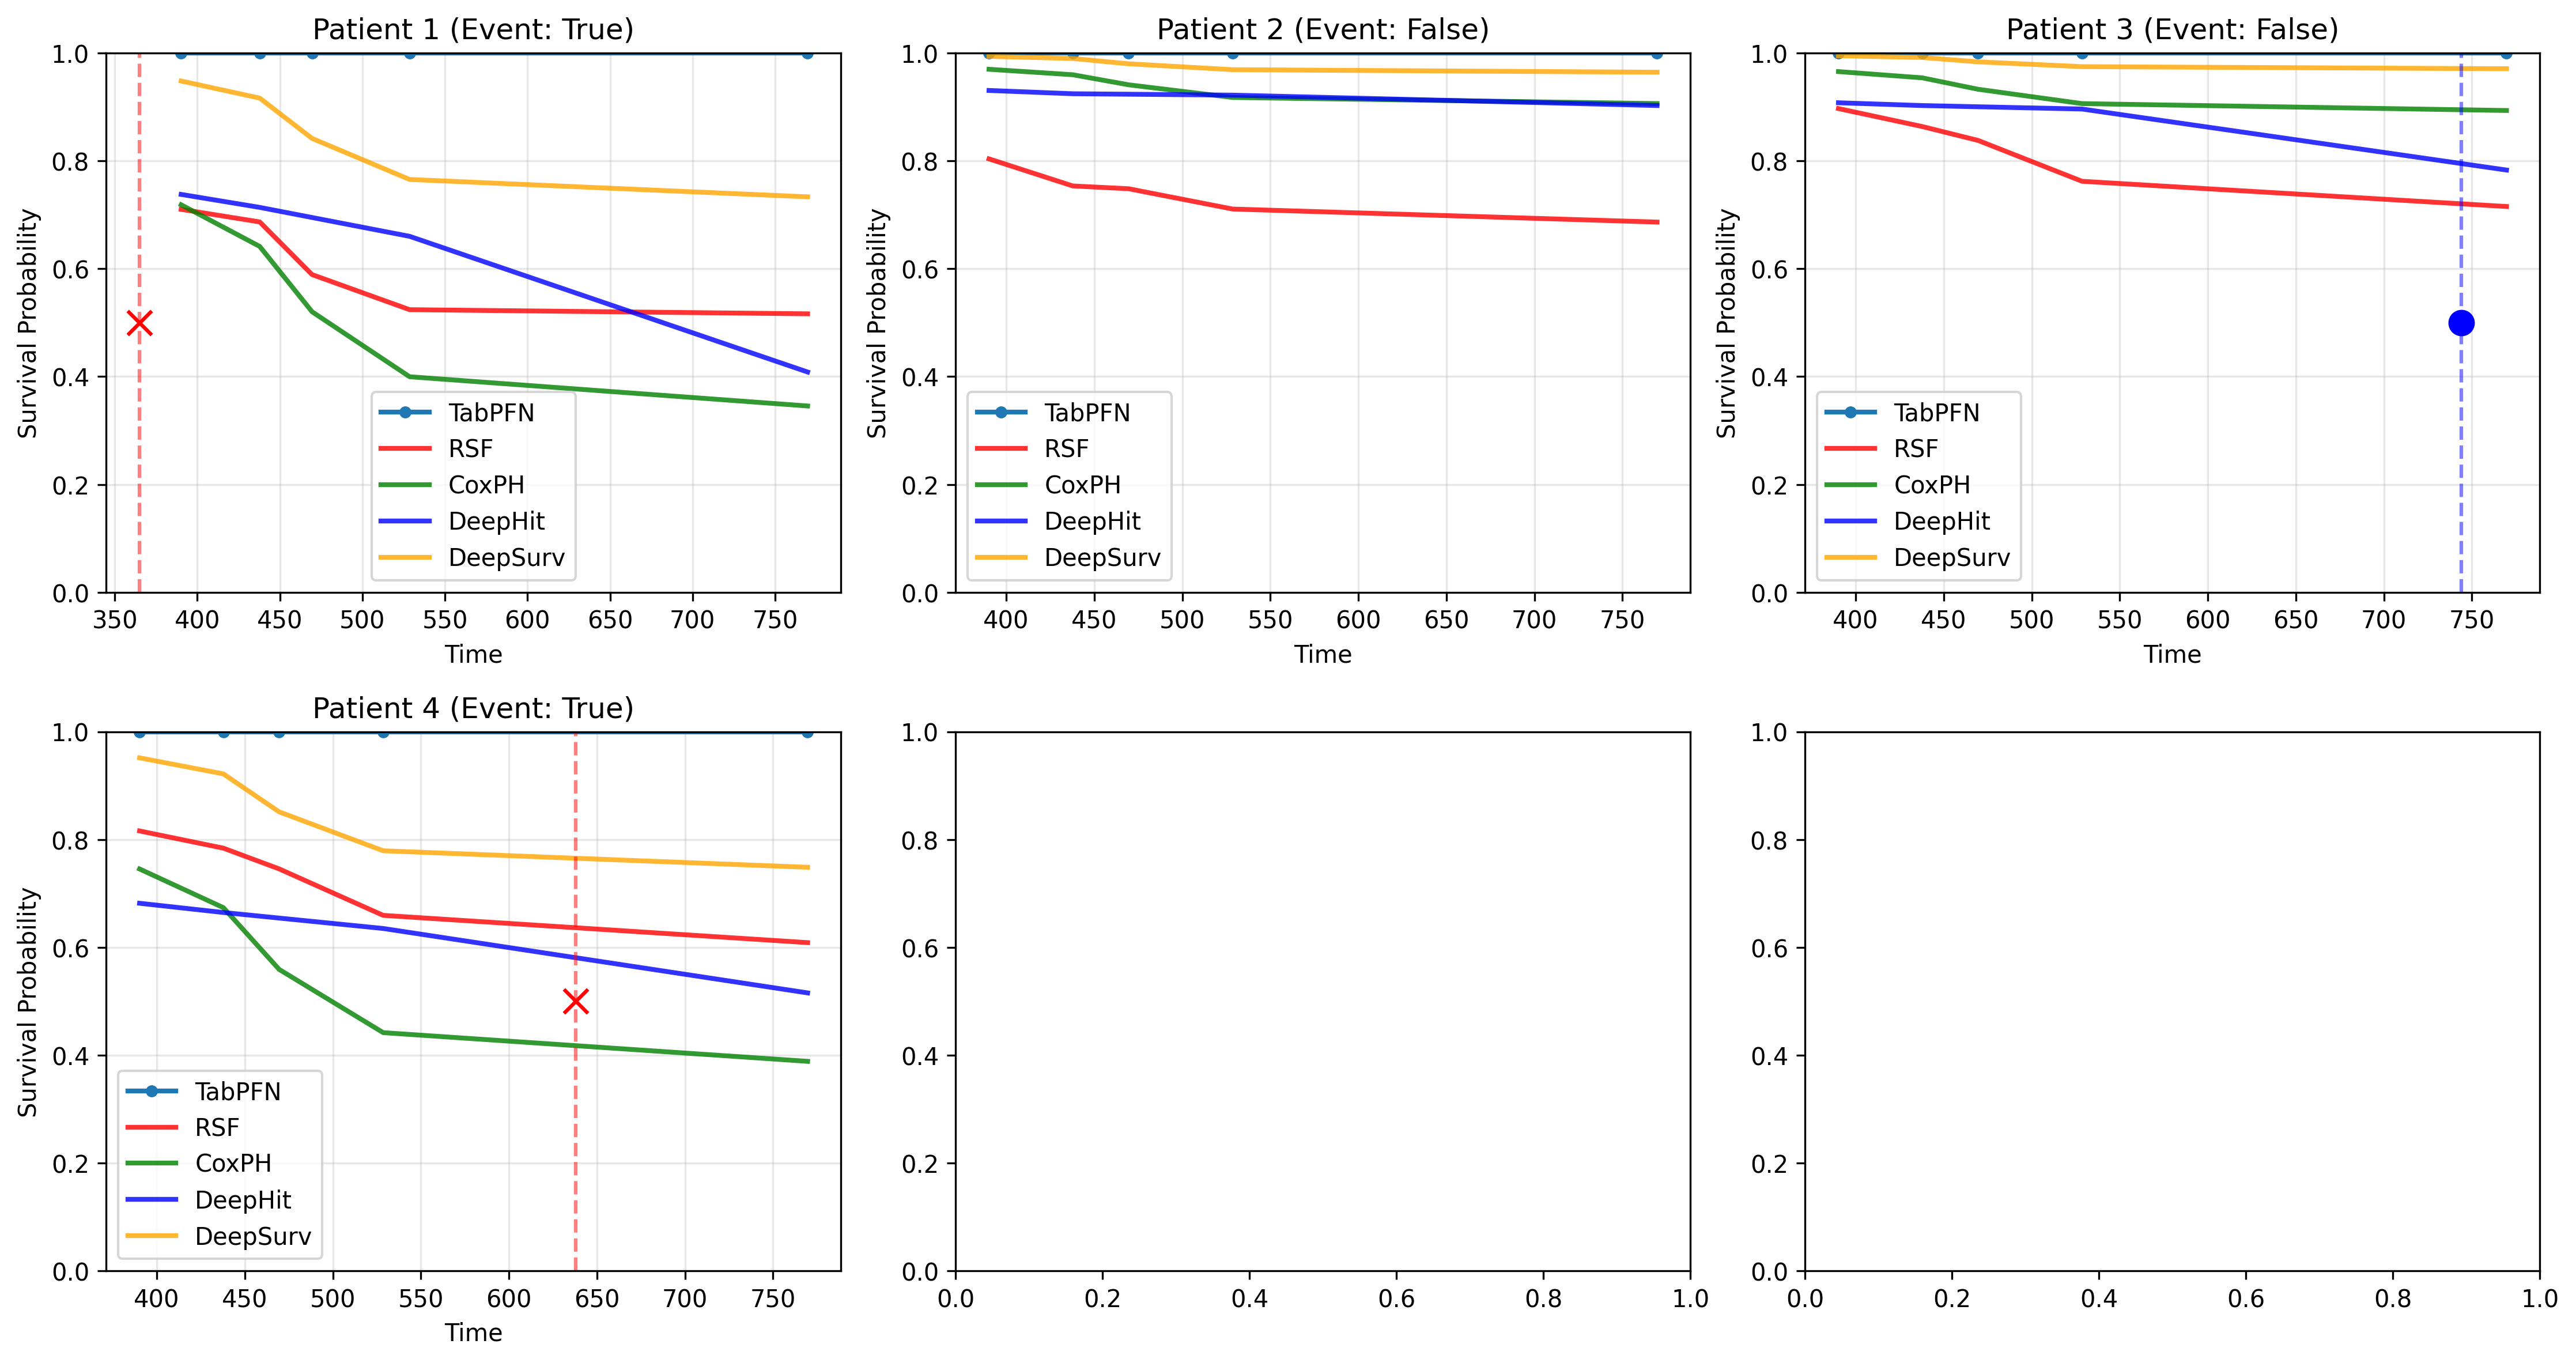 Patient 1 (Event: True)
1.0
0.8
0.6
0.4
0.2
0.0
Survival Probability
TabPFN
RSF
CoxPH
DeepHit
DeepSurv
350 400 450 500 550 600 650 700 750
Time
Patient 2 (Event: False)
1.0
0.8
0.6
0.4
0.2
0.0
Survival Probability
TabPFN
RSF
CoxPH
DeepHit
DeepSurv
400 450 500 550 600 650 700 750
Time
Patient 3 (Event: False)
1.0
0.8
0.6
0.4
0.2
0.0
Survival Probability
TabPFN
RSF
CoxPH
DeepHit
DeepSurv
400 450 500 550 600 650 700 750
Time
Patient 4 (Event: True)
1.0
0.8
0.6
0.4
0.2
0.0
Survival Probability
TabPFN
RSF
CoxPH
DeepHit
DeepSurv
400 450 500 550 600 650 700 750
Time
1.0
0.8
0.6
0.4
0.2
0.0
0.0 0.2 0.4 0.6 0.8 1.0
1.0
0.8
0.6
0.4
0.2
0.0
0.0 0.2 0.4 0.6 0.8 1.0